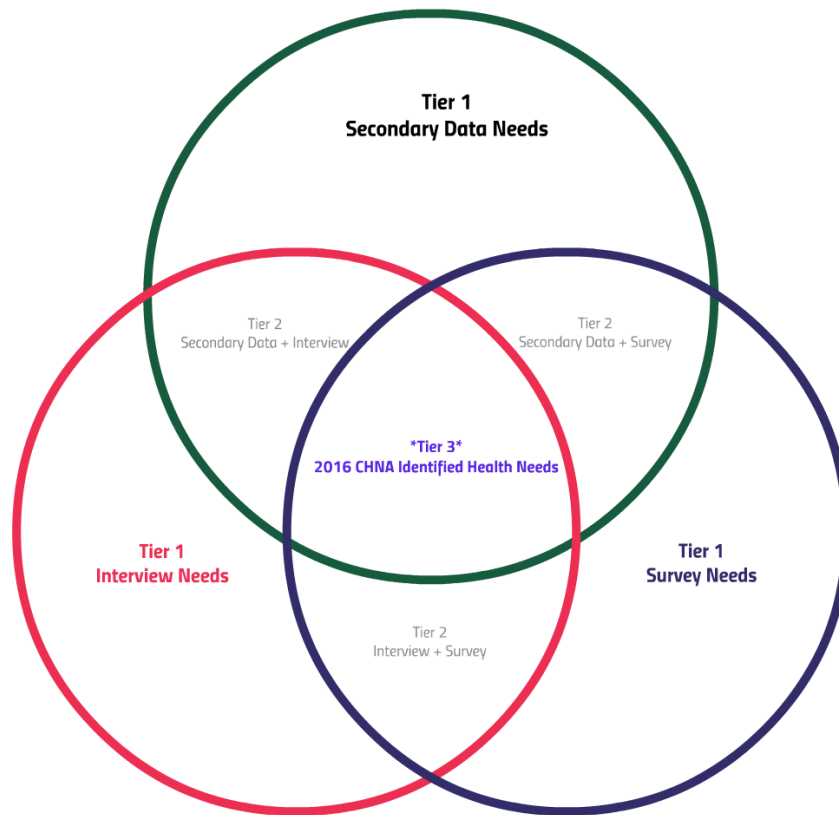 Tier 1
Secondary Data Needs
Tier 2
Secondary Data + Interview
Tier 2
Secondary Data + Survey
*Tier 3*
2016 CHNA Identified Health Needs
Tier 1
Interview Needs
Tier 1
Survey Needs
Tier 2
Interview + Survey